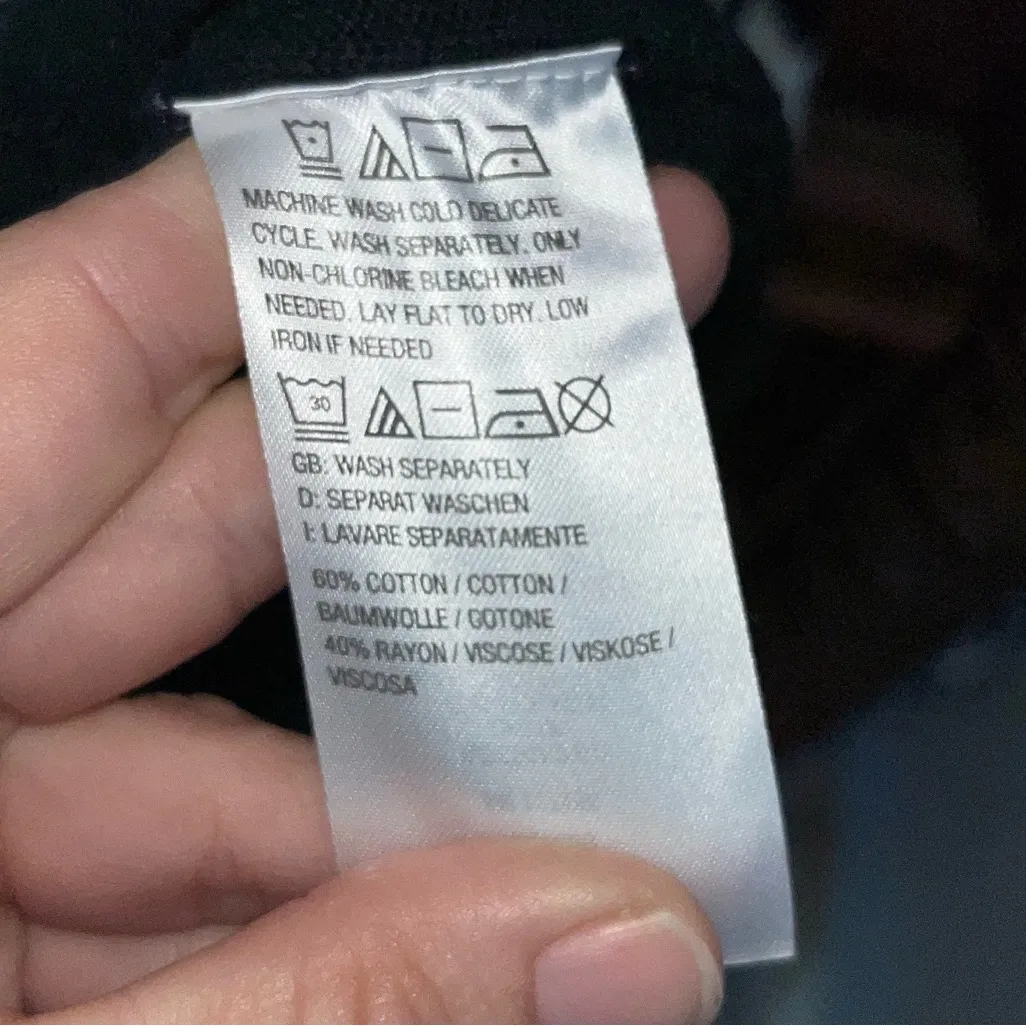 MACHINE WASH COLD DELICATE
CYCLE. WASH SEPARATELY. ONLY
NON-CHLORINE BLEACH WHEN
NEEDED. LAY FLAT TO DRY. LOW
IRON IF NEEDED
30
GB: WASH SEPARATELY
D: SEPARAT WASCHEN
I: LAVARE SEPARATAMENTE
60% COTTON / COTTON /
BAUMWOLLE / GOTONE
40% RAYON / VISCOSE / VISKOSE /
VISCOSA